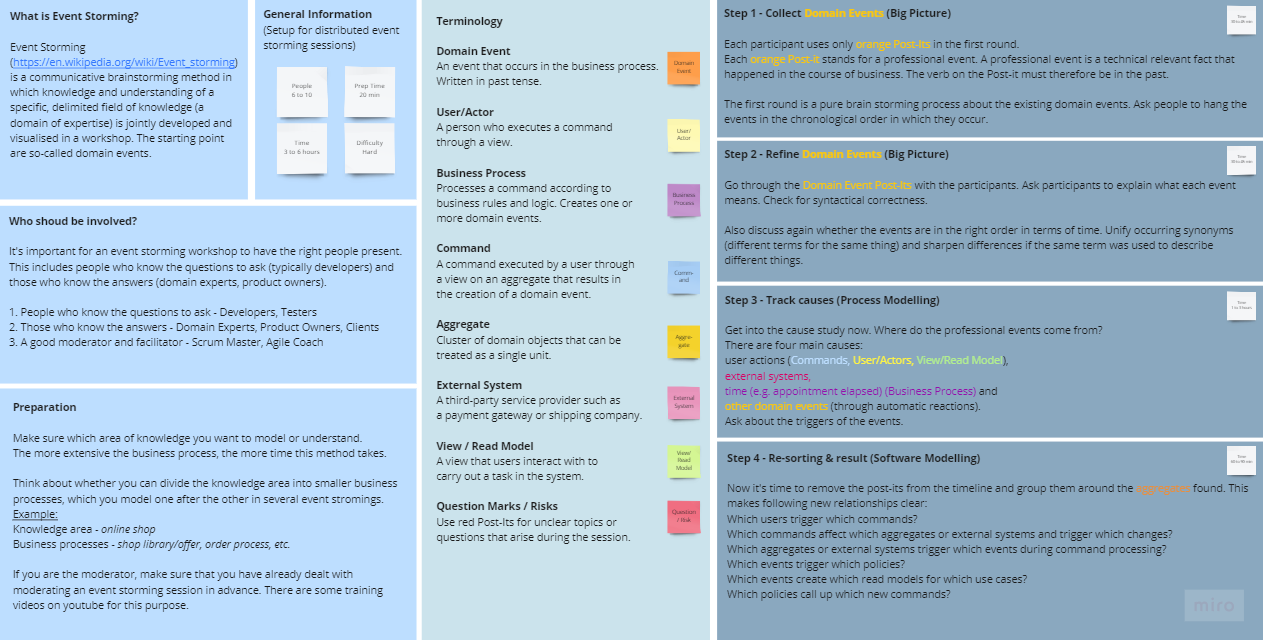 What is Event Storming?
Event Storming
(https://en.wikipedia.org/wiki/Event_storming)
is a communicative brainstorming method in
which knowledge and understanding of a
specific, delimited field of knowledge (a
domain of expertise) is jointly developed and
visualised in a workshop. The starting point
are so-called domain events.
General Information
(Setup for distributed event
storming sessions)
People
6 to 10
Prep Time
20 min
Time
3 to 6 hours
Difficulty
Hard
Who shoud be involved?
It's important for an event storming workshop to have the right people present.
This includes people who know the questions to ask (typically developers) and
those who know the answers (domain experts, product owners).
1. People who know the questions to ask - Developers, Testers
2. Those who know the answers - Domain Experts, Product Owners, Clients
3. A good moderator and facilitator - Scrum Master, Agile Coach
Preparation
Make sure which area of knowledge you want to model or understand.
The more extensive the business process, the more time this method takes.
Think about whether you can divide the knowledge area into smaller business
processes, which you model one after the other in several event stromings.
Example:
Knowledge area - online shop
Business processes - shop library/offer, order process, etc.
If you are the moderator, make sure that you have already dealt with
moderating an event storming session in advance. There are some training
videos on youtube for this purpose.
Terminology
Domain Event
An event that occurs in the business process.
Written in past tense.
Domain
Event
User/Actor
A person who executes a command
through a view.
User/
Actor
Business Process
Processes a command according to
business rules and logic. Creates one or
more domain events.
Business
Process
Command
A command executed by a user through
a view on an aggregate that results in
the creation of a domain event.
Comm-
and
Aggregate
Cluster of domain objects that can be
treated as a single unit.
Aggre-
gate
External System
A third-party service provider such as
a payment gateway or shipping company.
External
System
View / Read Model
A view that users interact with to
carry out a task in the system.
View/
Read
Model
Question Marks / Risks
Use red Post-Its for unclear topics or
questions that arise during the session.
Question
/ Risk
Step 1 - Collect Domain Events (Big Picture)
Time
Each participant uses only orange Post-Its in the first round.
Each orange Post-it stands for a professional event. A professional event is a technical relevant fact that
happened in the course of business. The verb on the Post-it must therefore be in the past.
The first round is a pure brain storming process about the existing domain events. Ask people to hang the
events in the chronological order in which they occur.
Step 2 - Refine Domain Events (Big Picture)
Time
Go through the Domain Event Post-Its with the participants. Ask participants to explain what each event
means. Check for syntactical correctness.
Also discuss again whether the events are in the right order in terms of time. Unify occurring synonyms
(different terms for the same thing) and sharpen differences if the same term was used to describe
different things.
Step 3 - Track causes (Process Modelling)
Time
Get into the cause study now. Where do the professional events come from?
There are four main causes:
user actions (Commands, User/Actors, View/Read Model),
external systems,
time (e.g. appointment elapsed) (Business Process) and
other domain events (through automatic reactions).
Ask about the triggers of the events.
Step 4 - Re-sorting & result (Software Modelling)
Time
Now it's time to remove the post-its from the timeline and group them around the aggregates found. This
makes following new relationships clear:
Which users trigger which commands?
Which commands affect which aggregates or external systems and trigger which changes?
Which aggregates or external systems trigger which events during command processing?
Which events trigger which policies?
Which events create which read models for which use cases?
Which policies call up which new commands?
miro